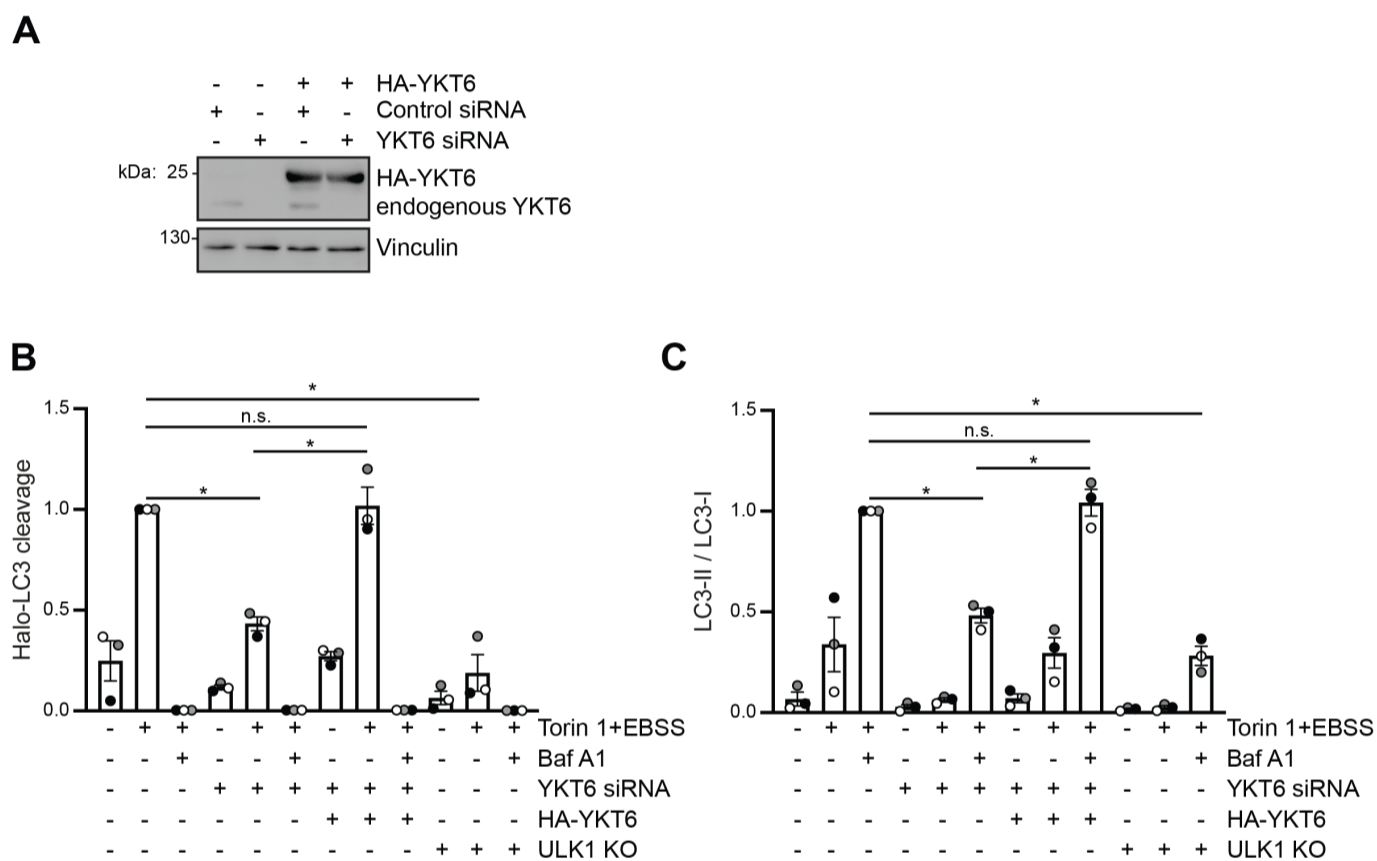 A
- - + + HA-YKT6
+ - + - Control siRNA
- + - + YKT6 siRNA
kDa: 25
HA-YKT6
endogenous YKT6
130
Vinculin
B
*
n.s.
*
*
1.5
1.0
0.5
0.0
Halo-LC3 cleavage
- + + - + + - + + - + + Torin 1+EBSS
- - + - - + - - + - - + Baf A1
- - - + + + + + + - - - YKT6 siRNA
- - - - - - + + + - - - HA-YKT6
- - - - - - - - - + + + ULK1 KO
C
*
n.s.
*
*
1.5
1.0
0.5
0.0
LC3-II / LC3-I
- + + - + + - + + - + + Torin 1+EBSS
- - + - - + - - + - - + Baf A1
- - - + + + + + + - - - YKT6 siRNA
- - - - - - + + + - - - HA-YKT6
- - - - - - - - - + + + ULK1 KO